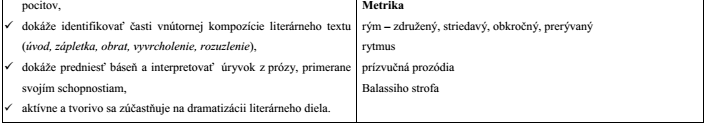 pocitov,
✓ dokáže identifikovať časti vnútornej kompozície literárneho textu
(úvod, zápletka, obrat, vyvrcholenie, rozuzlenie),
✓ dokáže predniesť báseň a interpretovať úryvok z prózy, primerane
svojím schopnostiam,
✓ aktívne a tvorivo sa zúčastňuje na dramatizácii literárneho diela.
Metrika
rým – združený, striedavý, obkročný, prerývaný
rytmus
prízvučná prozódia
Balassiho strofa